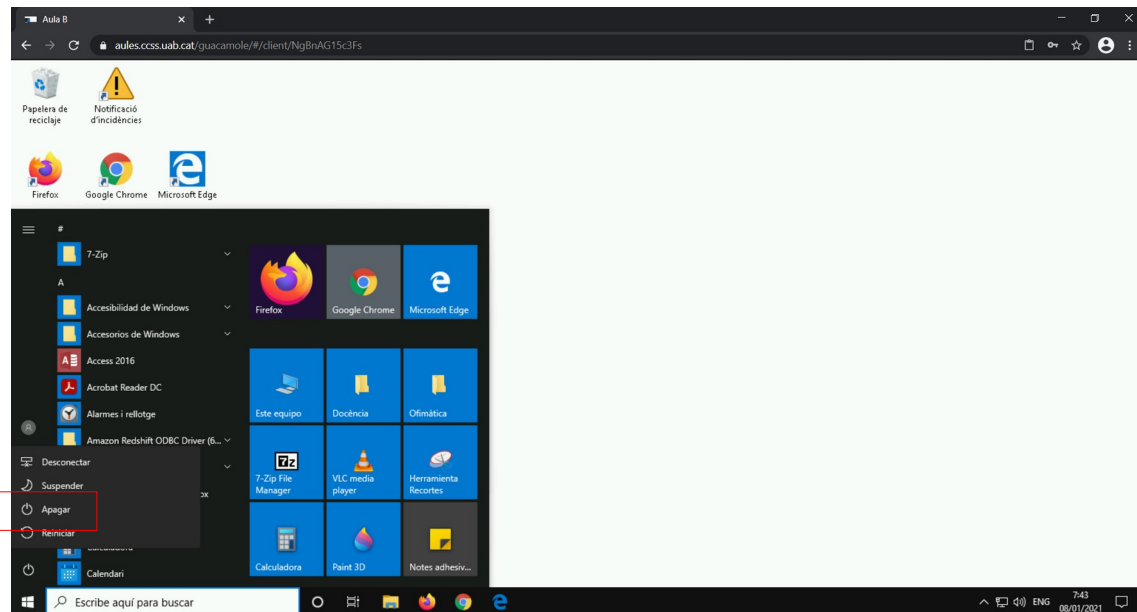 Aula B
aules.ccss.uab.cat/guacamole/#/client/NgBnAG15c3Fs
Papelera de
reciclaje
Notificació
d'incidències
Firefox
Google Chrome
Microsoft Edge
#
7-Zip
A
Accesibilidad de Windows
Accesorios de Windows
Access 2016
Acrobat Reader DC
Alarmes i rellotge
Amazon Redshift ODBC Driver (6...
Desconectar
Suspender
Apagar
Reiniciar
Calculadora
Calendari
Firefox
Google Chrome
Microsoft Edge
Este equipo
Docència
Ofimàtica
7-Zip File
Manager
VLC media
player
Herramienta
Recortes
Calculadora
Paint 3D
Notes adhesiv...
Escribe aquí para buscar
ENG
7:43
08/01/2021